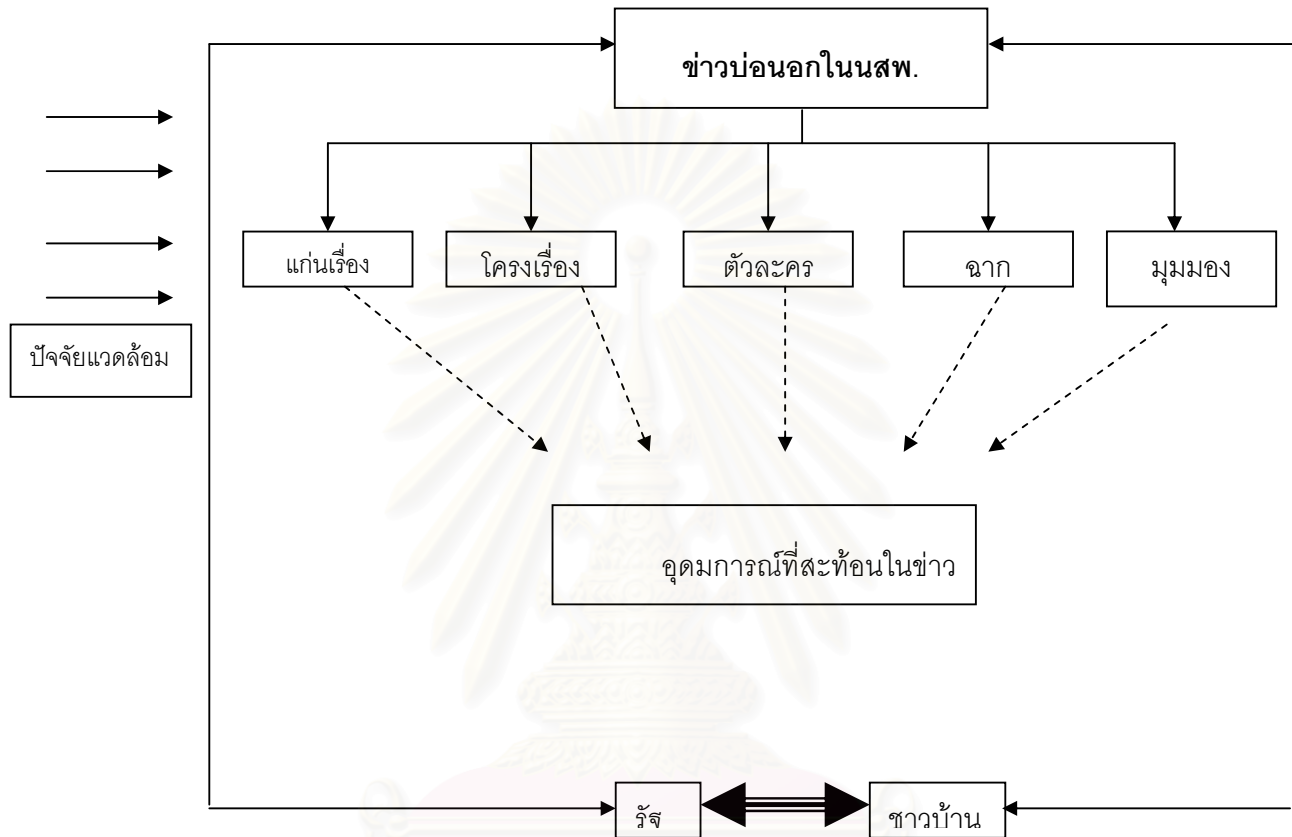 ข่าวบ่อนอกในนสพ.
แก่นเรื่อง
โครงเรื่อง
ตัวละคร
ฉาก
มุมมอง
ปัจจัยแวดล้อม
อุดมการณ์ที่สะท้อนในข่าว
รัฐ
ชาวบ้าน